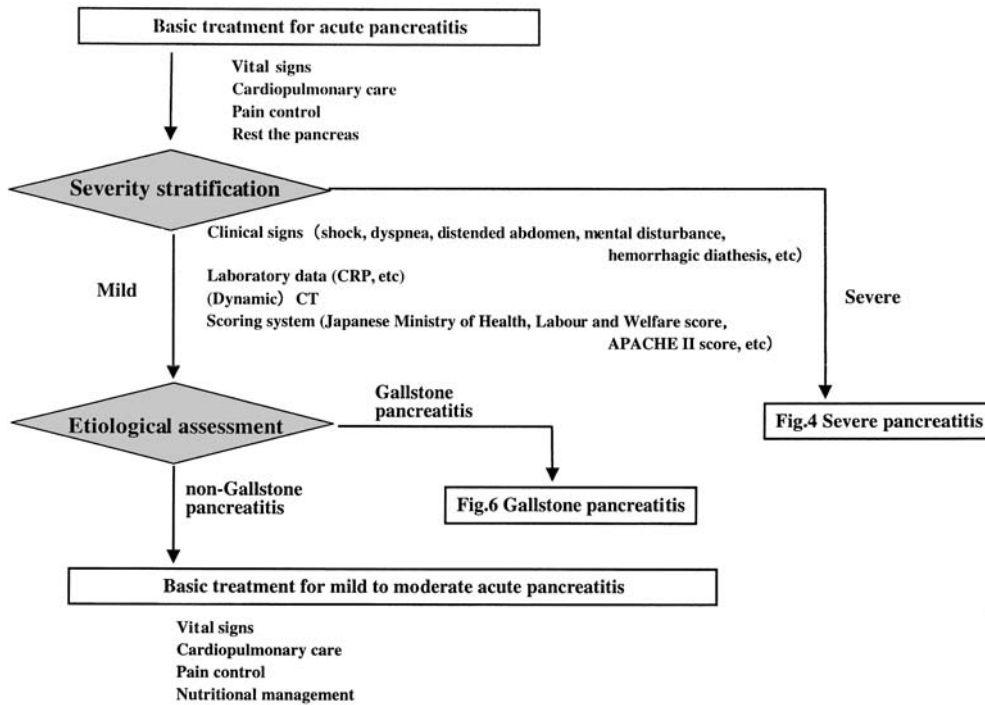 Basic treatment for acute pancreatitis
Vital signs
Cardiopulmonary care
Pain control
Rest the pancreas
Severity stratification
Clinical signes (shock, dyspnea, distended abdomen, mental disturbance,
hemorrhagic diathesis, etc)
Laboratory data (CRP, etc)
(Dynamic) CT
Scoring system (Japanese Ministry of Health, Labour and Welfare score,
APACHE II score, etc)
Mild
Severe
Etiological assessment
Gallstone
pancreatitis
Fig.4 Severe pancreatitis
non-Gallstone
pancreatitis
Fig.6 Gallstone pancreatitis
Basic treatment for mild to moderate acute pancreatitis
Vital signs
Cardiopulmonary care
Pain control
Nutritional management